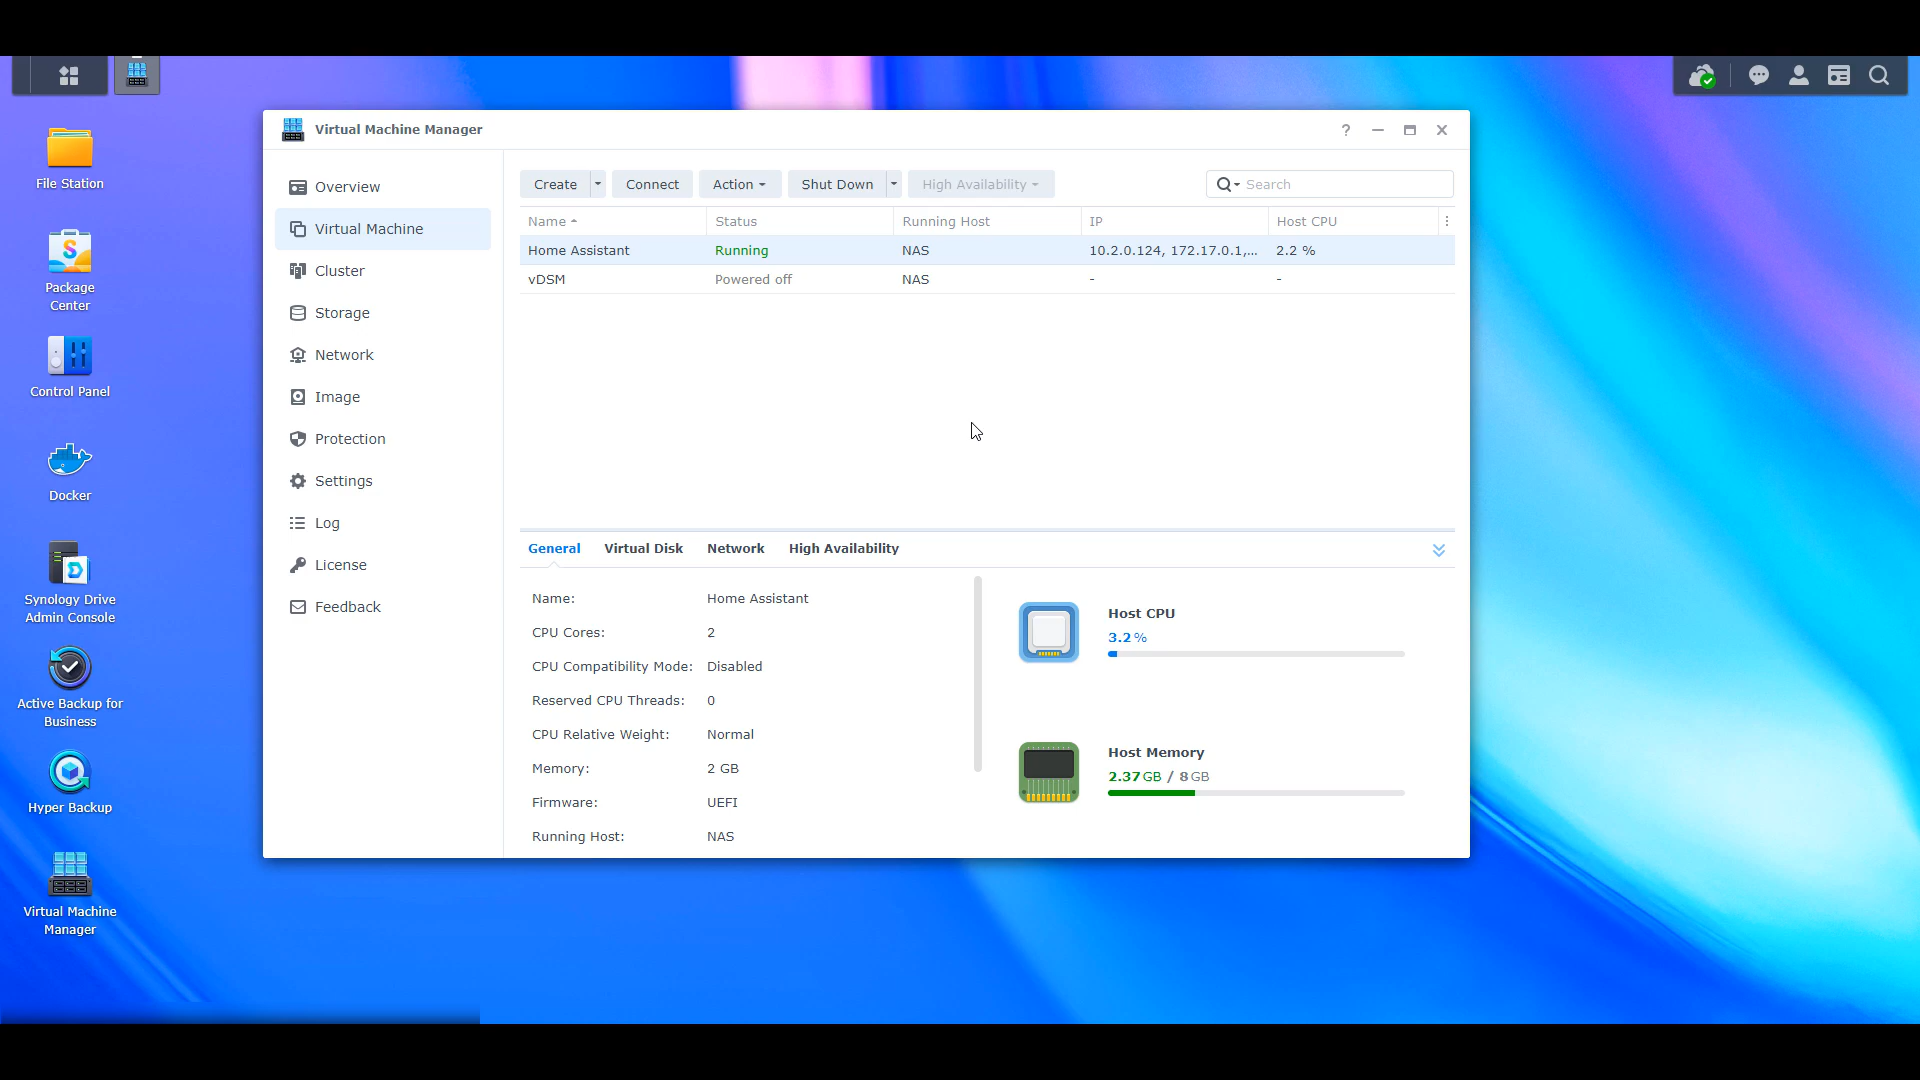 File Station
Package
Center
Control Panel
Docker
Synology Drive
Admin Console
Active Backup for
Business
Hyper Backup
Virtual Machine
Manager
Virtual Machine Manager
?
Overview
Virtual Machine
Cluster
Storage
Network
Image
Protection
Settings
Log
License
Feedback
Create Connect Action Shut Down High Availability Search
Name Status Running Host IP Host CPU
Home Assistant Running NAS 10.2.0.124, 172.17.0.1,... 2.2 %
vDSM Powered off NAS - -
General Virtual Disk Network High Availability
Name: Home Assistant
CPU Cores: 2
CPU Compatibility Mode: Disabled
Reserved CPU Threads: 0
CPU Relative Weight: Normal
Memory: 2 GB
Firmware: UEFI
Running Host: NAS
Host CPU
3.2 %
Host Memory
2.37 GB / 8 GB